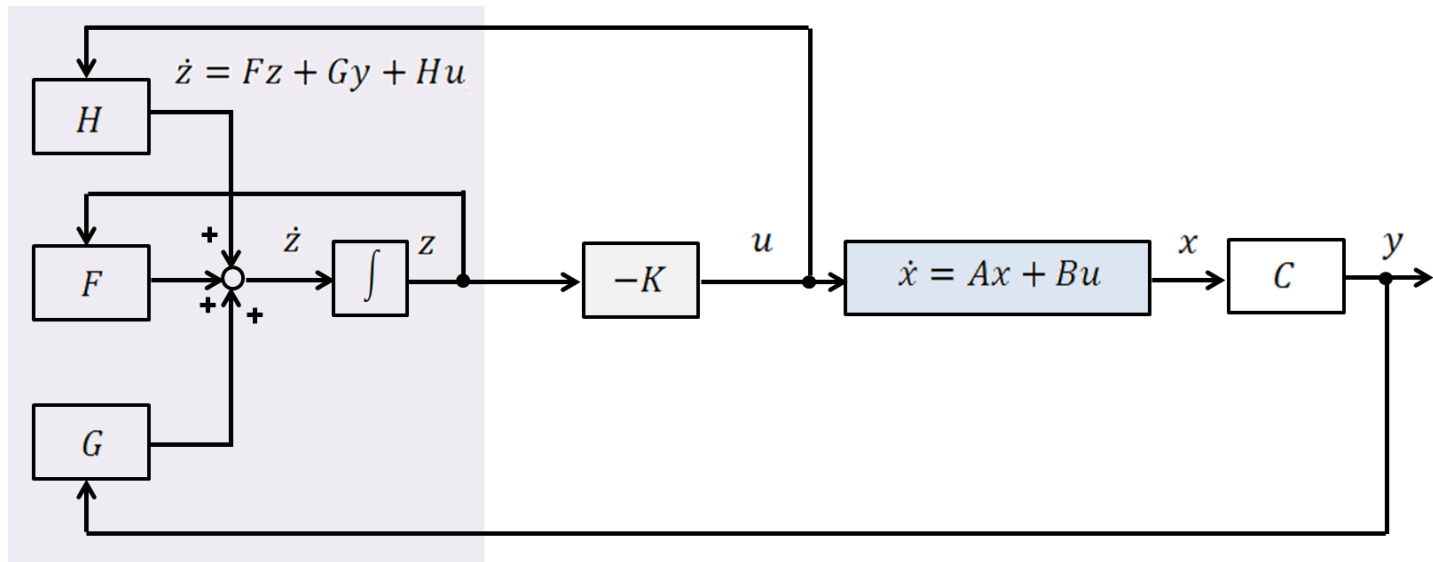 ż = Fz + Gy + Hu
H
+
ż
z
u
x
y
F
+
+
∫
−K
ẋ = Ax + Bu
C
G